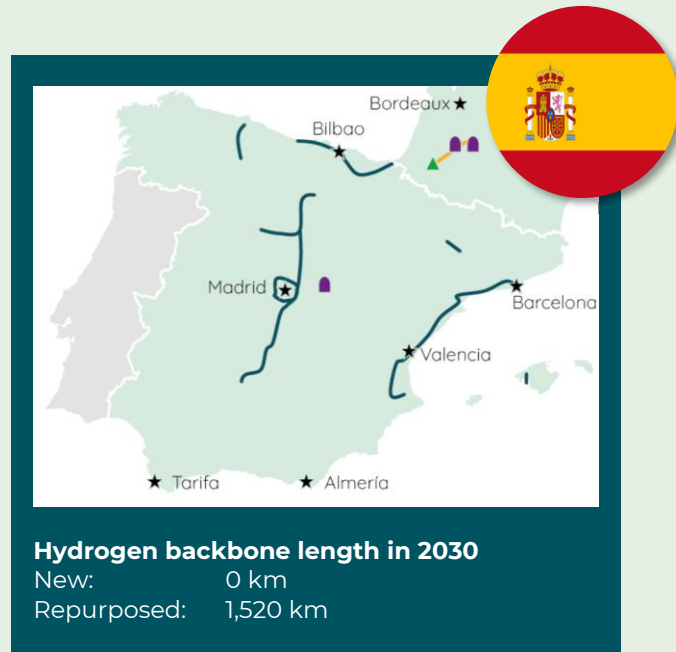 Bordeaux
Bilbao
Madrid
Barcelona
Valencia
Tarifa
Almería
Hydrogen backbone length in 2030
New: 0 km
Repurposed: 1,520 km